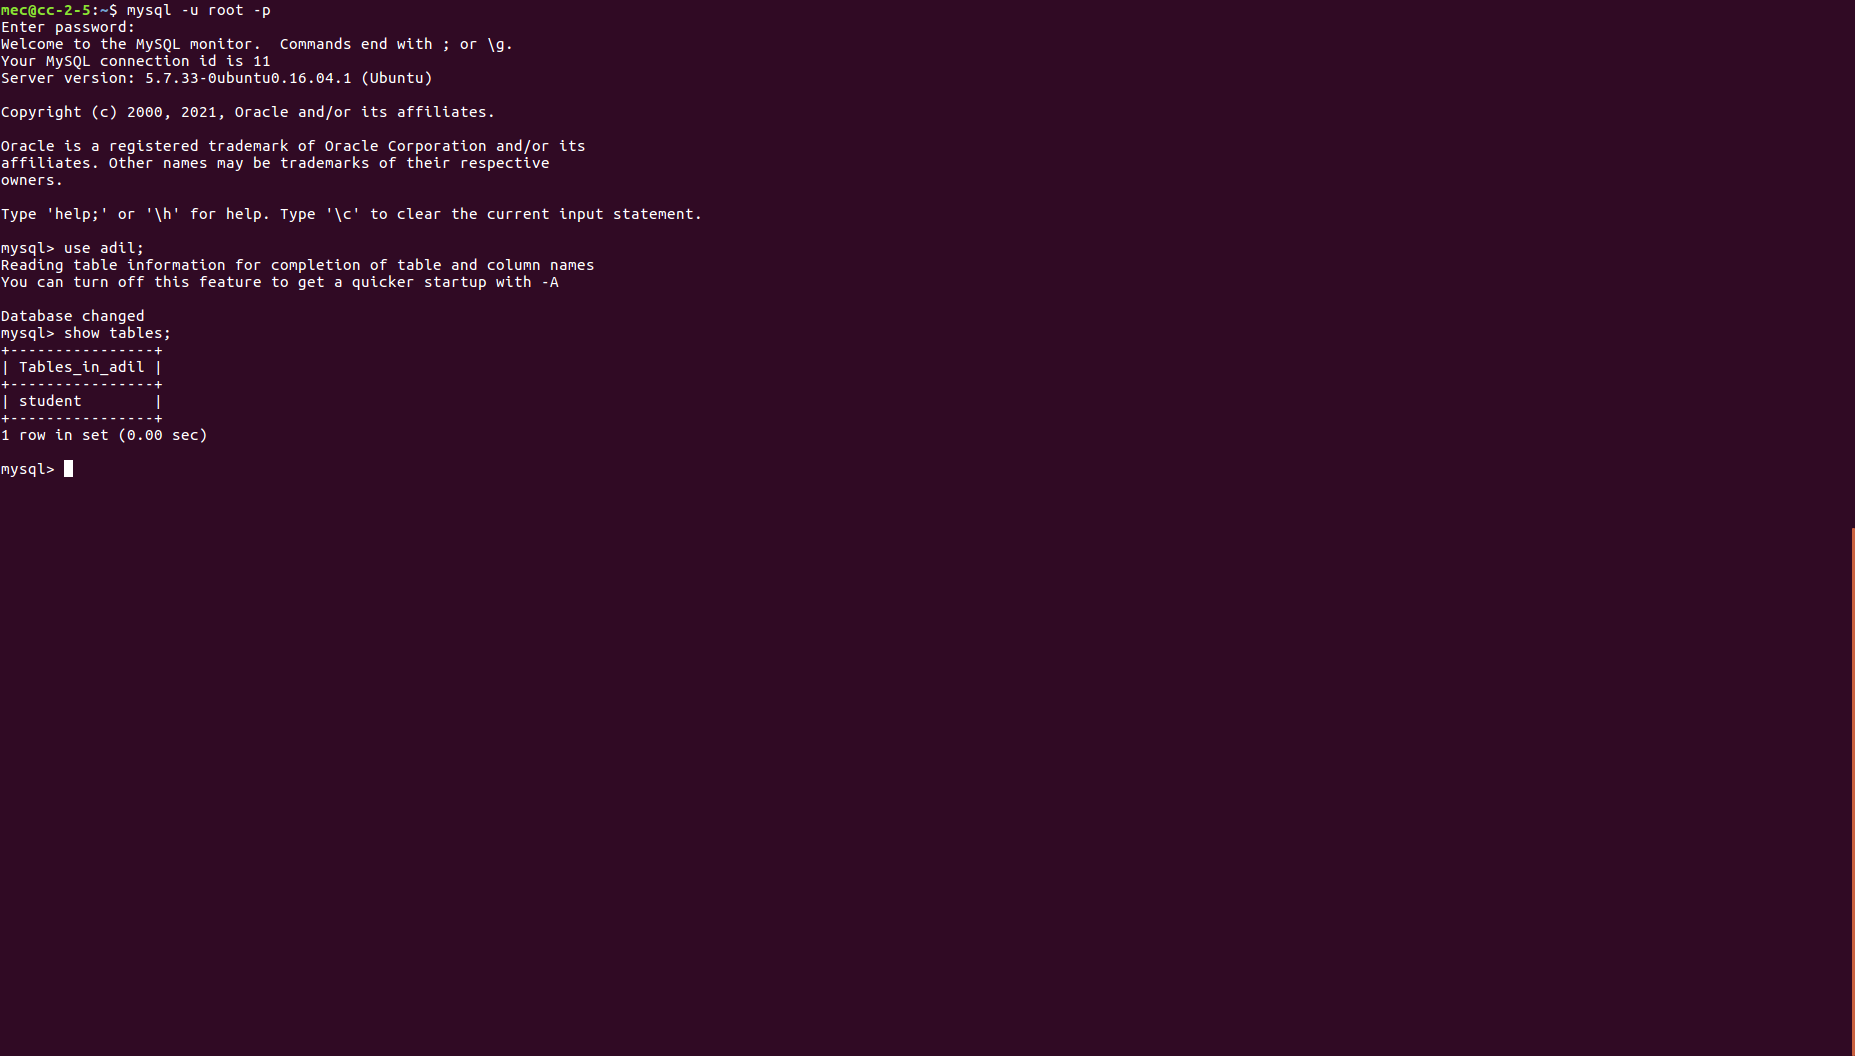 mec@cc-2-5:~$ mysql -u root -p
Enter password:
Welcome to the MySQL monitor.  Commands end with ; or \g.
Your MySQL connection id is 11
Server version: 5.7.33-0ubuntu0.16.04.1 (Ubuntu)

Copyright (c) 2000, 2021, Oracle and/or its affiliates.

Oracle is a registered trademark of Oracle Corporation and/or its
affiliates. Other names may be trademarks of their respective
owners.

Type 'help;' or '\h' for help. Type '\c' to clear the current input statement.

mysql> use adil;
Reading table information for completion of table and column names
You can turn off this feature to get a quicker startup with -A

Database changed
mysql> show tables;
+----------------+
| Tables_in_adil |
+----------------+
| student        |
+----------------+
1 row in set (0.00 sec)

mysql>